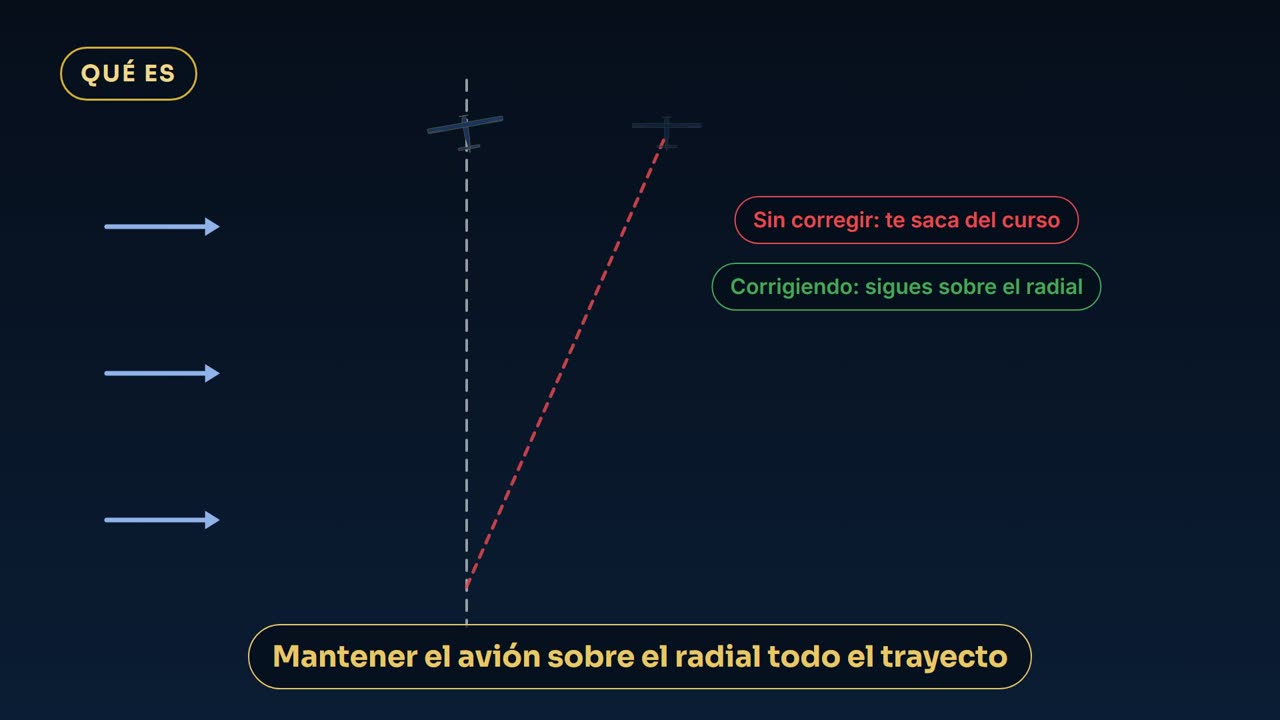 QUÉ ES
Sin corregir: te saca del curso
Corrigiendo: sigues sobre el radial
Mantener el avión sobre el radial todo el trayecto